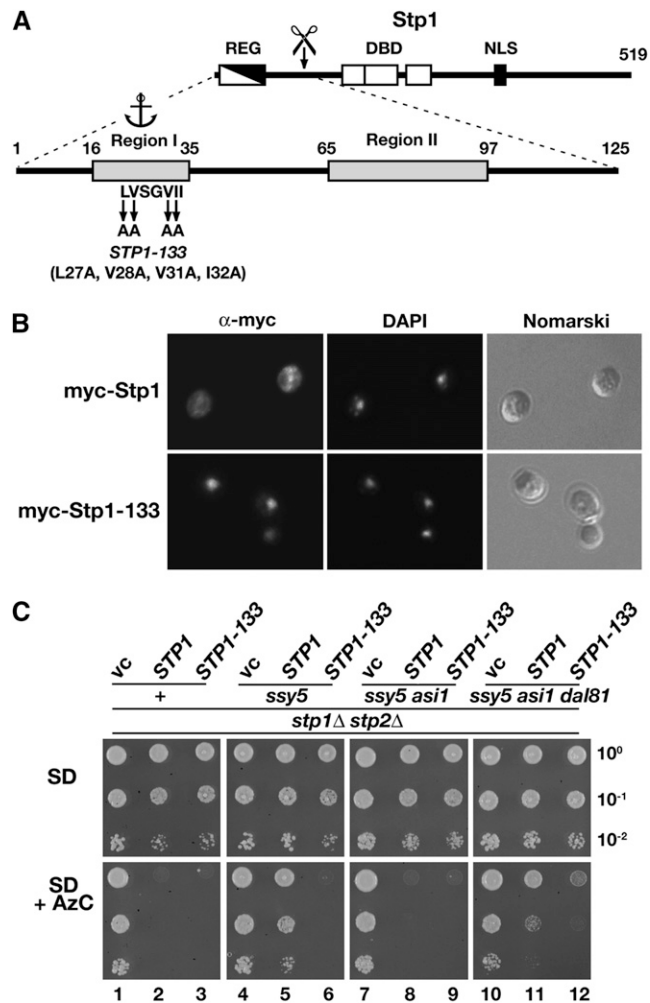 A
Stp1
REG
DBD
NLS
519
1
16
Region I
35
65
Region II
97
125
LVSGVII
AA
AA
STP1-133
(L27A, V28A, V31A, I32A)
B
α-myc
DAPI
Nomarski
myc-Stp1
myc-Stp1-133
C
vc
STP1
STP1-133
vc
STP1
STP1-133
vc
STP1
STP1-133
vc
STP1
STP1-133
+
ssy5
ssy5 asi1
ssy5 asi1 dal81
stp1Δ stp2Δ
SD
10⁰
10⁻¹
10⁻²
SD
+ AzC
1 2 3 4 5 6 7 8 9 10 11 12